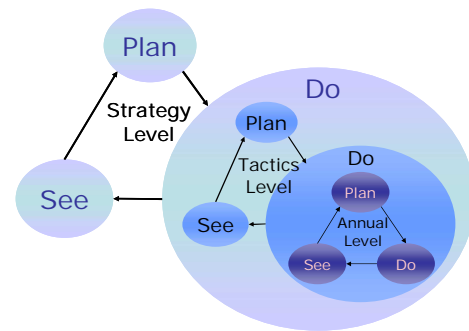 Plan
Do
Strategy
Level
See
Plan
Tactics
Level
See
Do
Plan
Annual
Level
See
Do